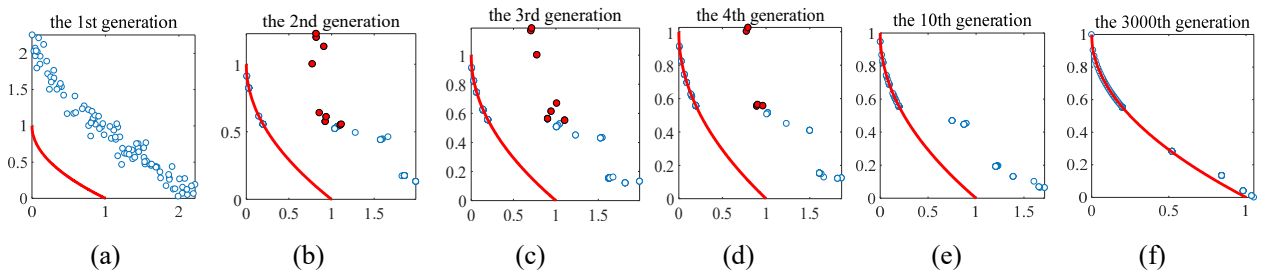 the 1st generation
the 2nd generation
the 3rd generation
the 4th generation
the 10th generation
the 3000th generation
2
1.5
1
0.5
0
0 1 2
1
0.5
0
0.5 1 1.5
1
0.8
0.6
0.4
0.2
0
0 0.5 1 1.5
1
0.8
0.6
0.4
0.2
0
0 0.5 1 1.5
1
0.8
0.6
0.4
0.2
0
0 0.5 1 1.5
1
0.8
0.6
0.4
0.2
0
0 0.5 1
(a)
(b)
(c)
(d)
(e)
(f)